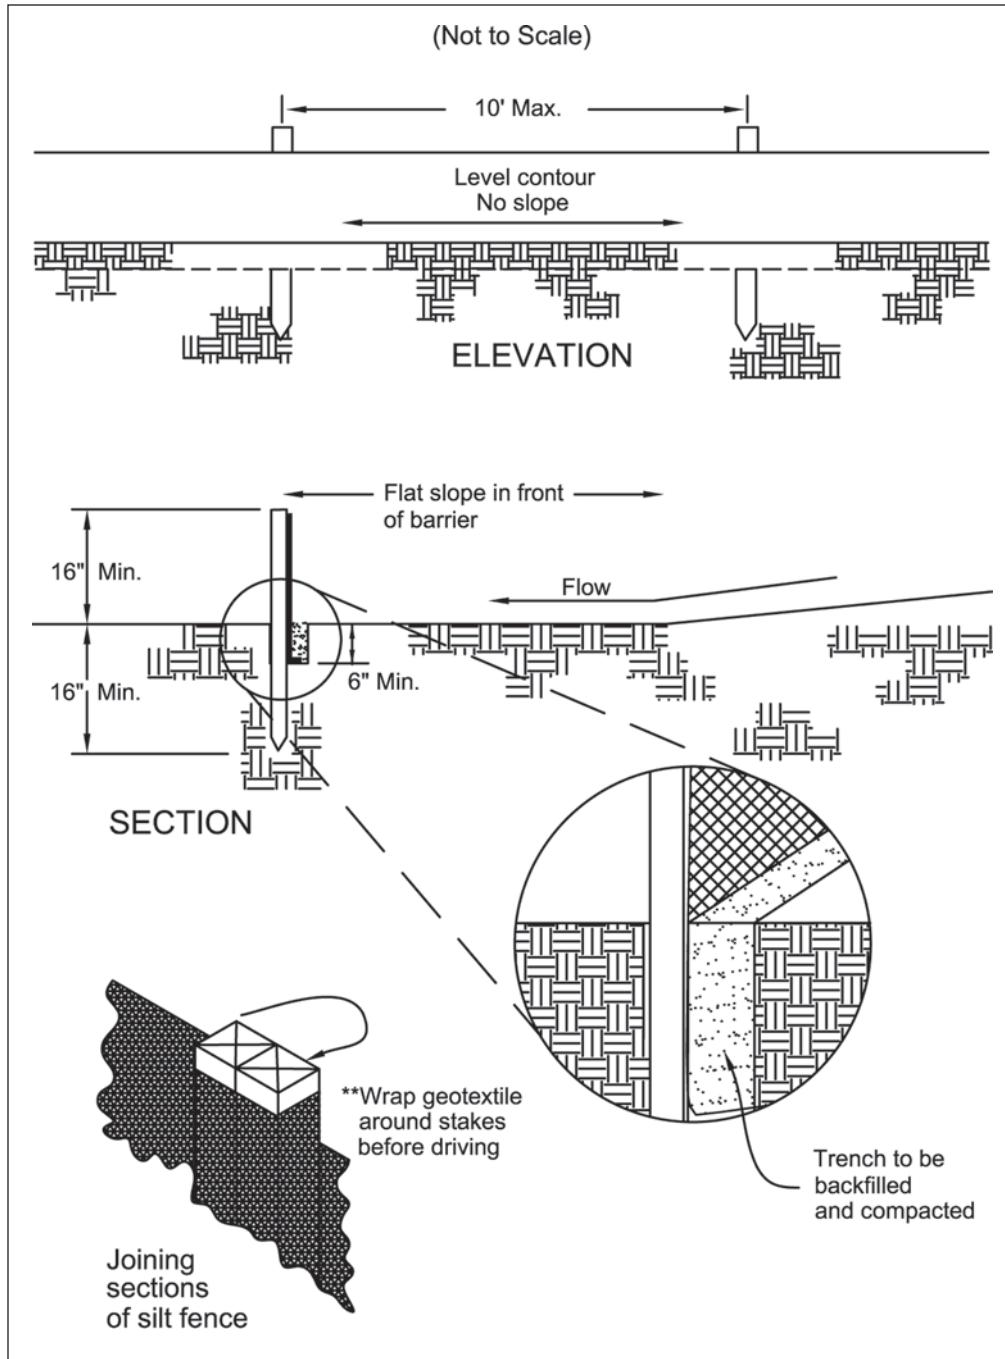 (Not to Scale)
10' Max.
Level contour
No slope
ELEVATION
Flat slope in front
of barrier
16" Min.
Flow
16" Min.
6" Min.
SECTION
**Wrap geotextile
around stakes
before driving
Trench to be
backfilled
and compacted
Joining
sections
of silt fence